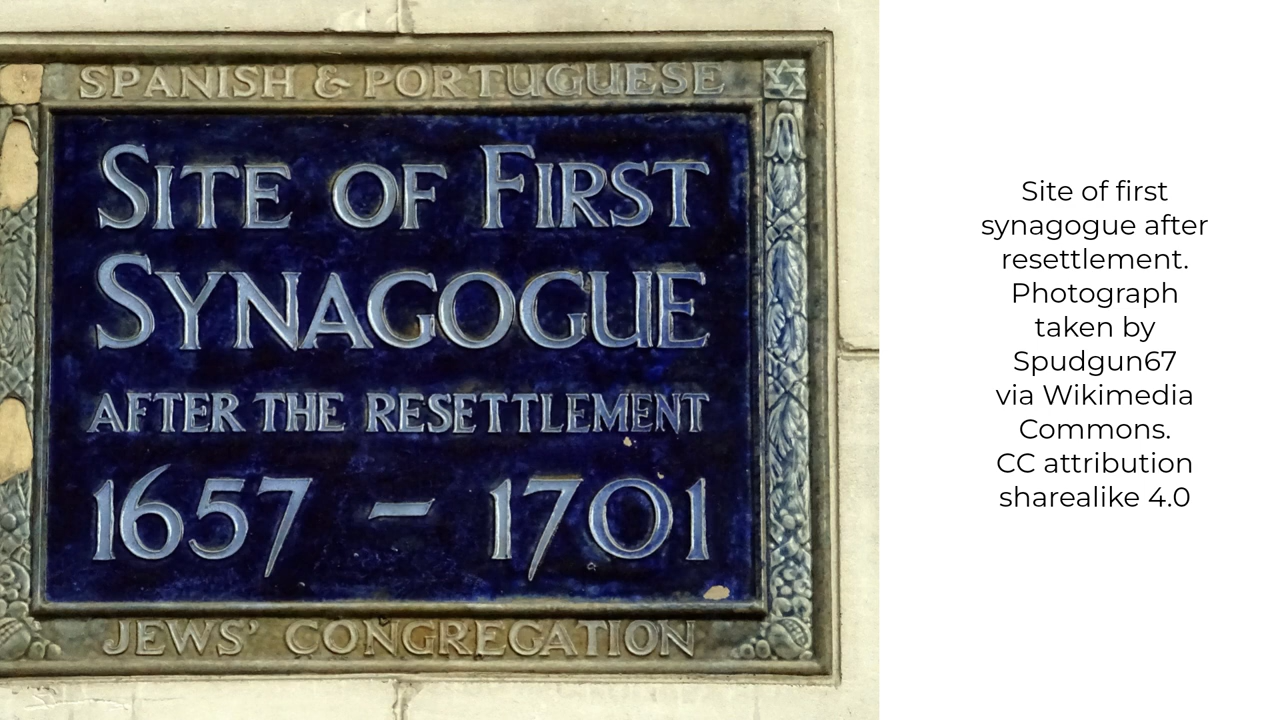 SPANISH & PORTUGUESE
SITE OF FIRST
SYNAGOGUE
AFTER THE RESETTLEMENT
1657 – 1701
JEWS' CONGREGATION
Site of first
synagogue after
resettlement.
Photograph
taken by
Spudgun67
via Wikimedia
Commons.
CC attribution
sharealike 4.0